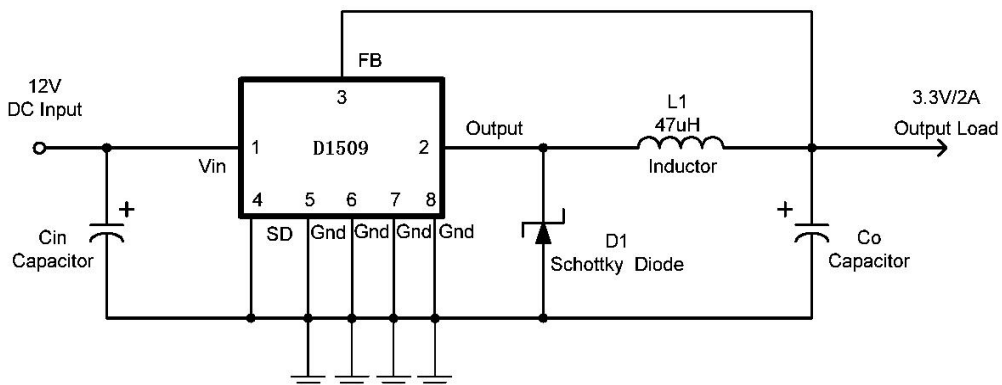 FB
12V
DC Input
3
L1
3.3V/2A
47uH
Output
Output Load
1
D1509
2
Vin
Inductor
4
5
6
7
8
+
SD
Gnd
Gnd
Gnd
Gnd
+
Cin
Capacitor
D1
Schottky Diode
Co
Capacitor